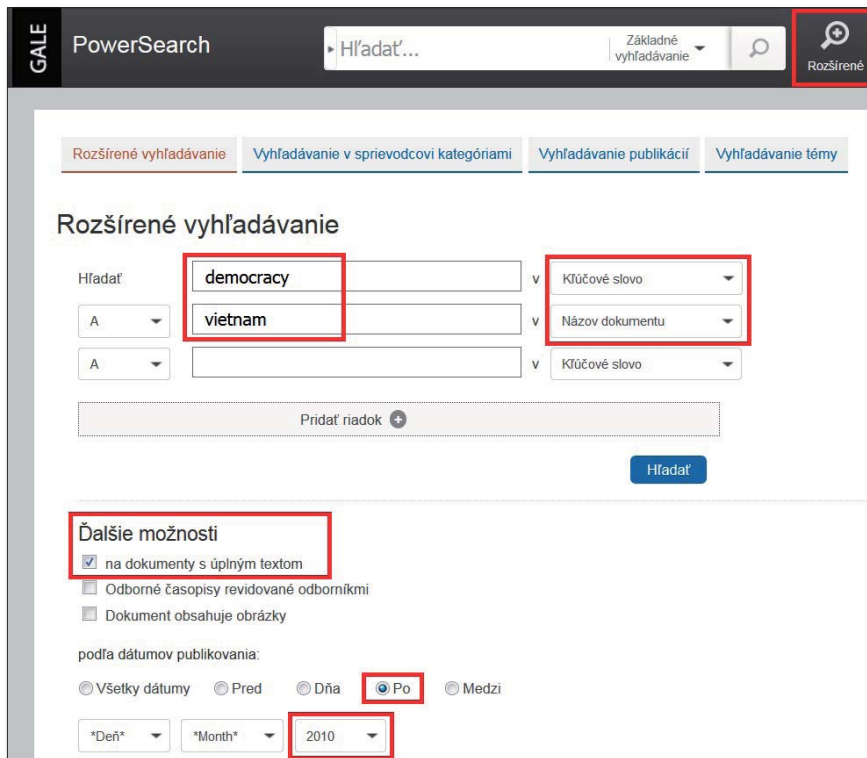 GALE
PowerSearch
Hľadať...
Základné
vyhľadávanie
Rozšírené
Rozšírené vyhľadávanie
Vyhľadávanie v sprievodcovi kategóriami
Vyhľadávanie publikácií
Vyhľadávanie témy
Rozšírené vyhľadávanie
Hľadať democracy v Kľúčové slovo
A vietnam v Názov dokumentu
A v Kľúčové slovo
Pridať riadok
Hľadať
Ďalšie možnosti
na dokumenty s úplným textom
Odborné časopisy revidované odborníkmi
Dokument obsahuje obrázky
podľa dátumov publikovania:
Všetky dátumy Pred Dňa Po Medzi
*Deň* *Month* 2010